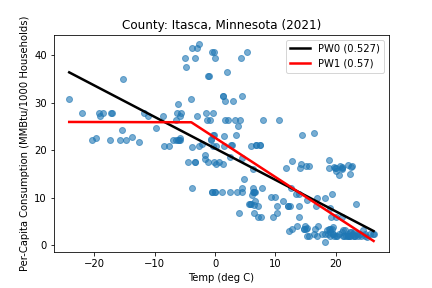 County: Itasca, Minnesota (2021)
Per-Capita Consumption (MMBtu/1000 Households)
40
30
20
10
0
PW0 (0.527)
PW1 (0.57)
−20
−10
0
10
20
Temp (deg C)